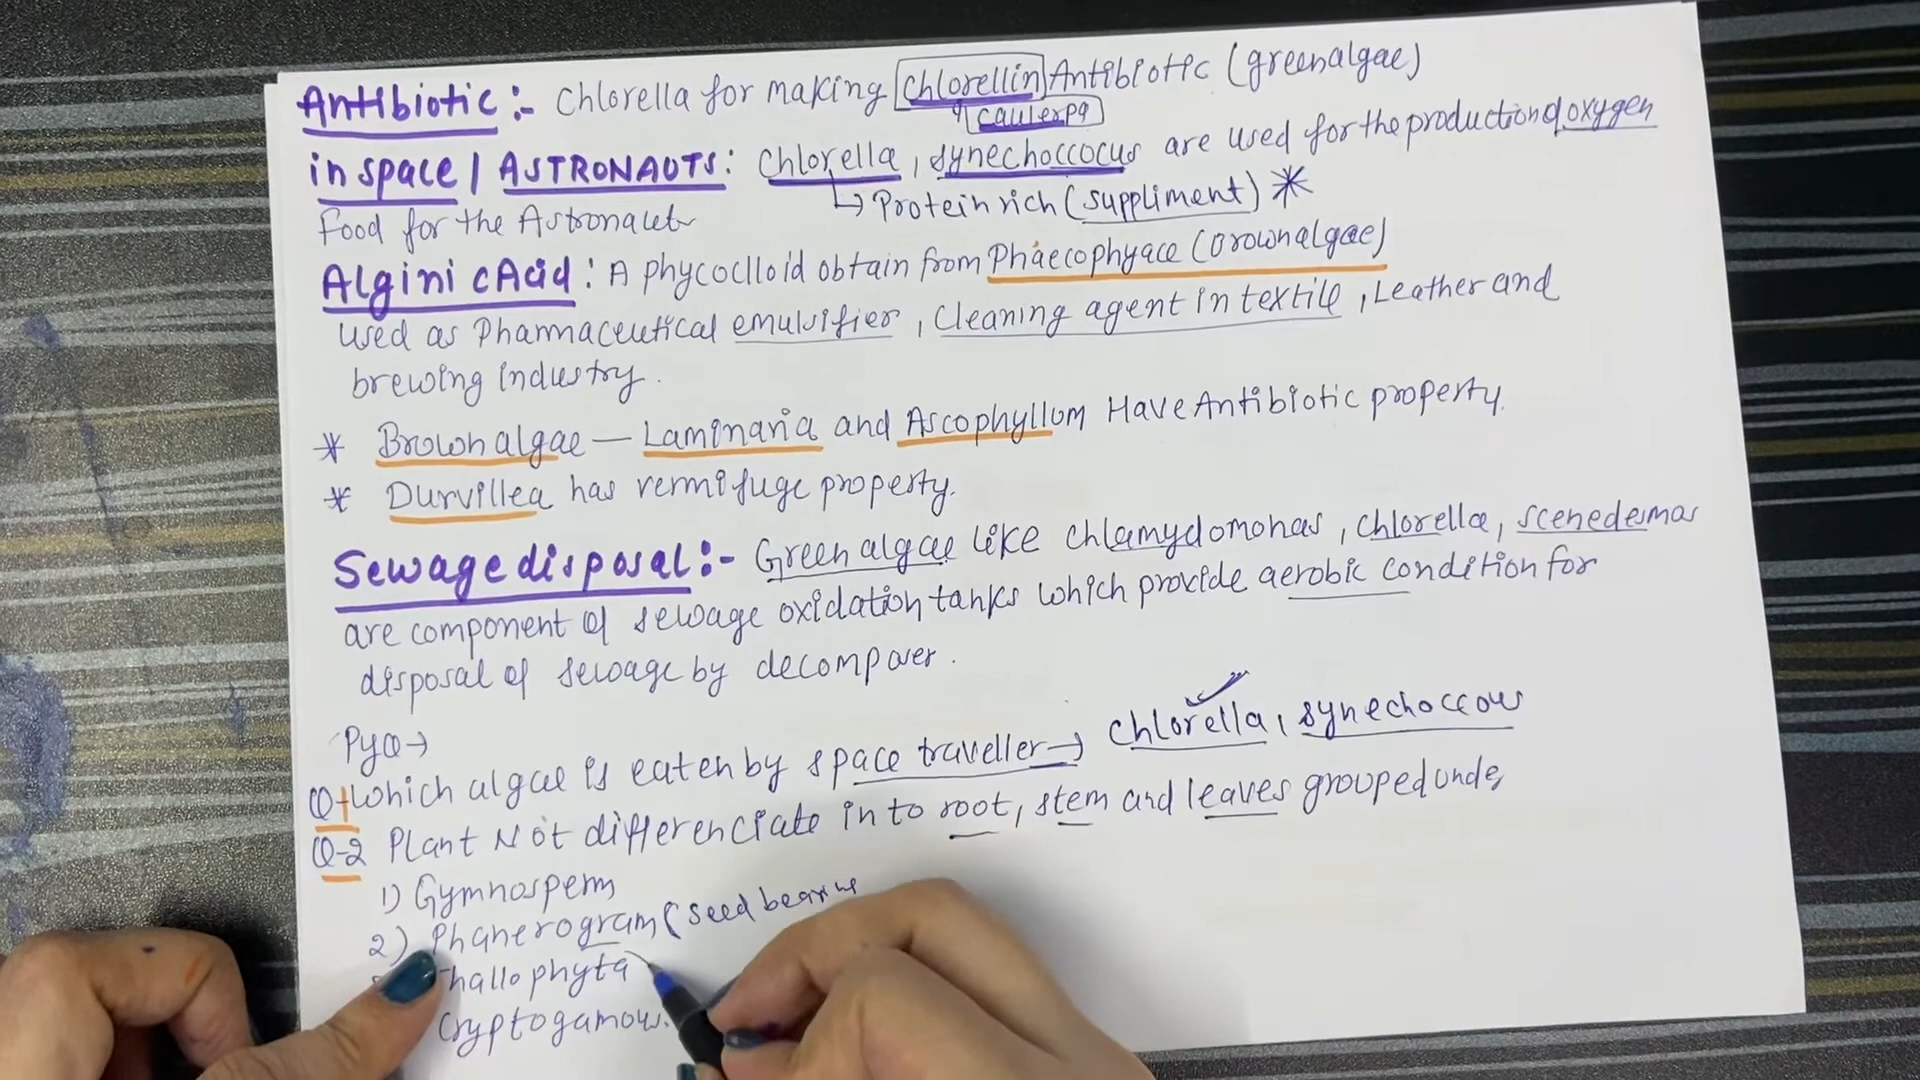 Antibiotic :- Chlorella for making Chlorellin Antibiotic (greenalgae)
caulerpa
in space / ASTRONAUTS : Chlorella, synechoccocus are used for the production of oxygen
↳ Protein rich (suppliment) *
Food for the Astronaut
Alginic Acid : A phycoclloid obtain from Phaecophyace (Brownalgae)
used as Pharmaceutical emulsifier, Cleaning agent in textile, Leather and
brewing industry.
* Brown algae — Laminaria and Ascophyllum Have Antibiotic property.
* Durvillea has vermifuge property.
Sewage disposal :- Green algae like chlamydomonas, chlorella, scenedesmas
are component of sewage oxidation tanks which provide aerobic condition for
disposal of sewage by decomposer.
PyQ →
Q-1 Which algae is eaten by space traveller → chlorella, synechoccous
Q-2 Plant Not differenciate in to root, stem and leaves grouped under
1) Gymnosperm
2) Phanerogram (seed bearing
thallophyta
Cryptogamous.